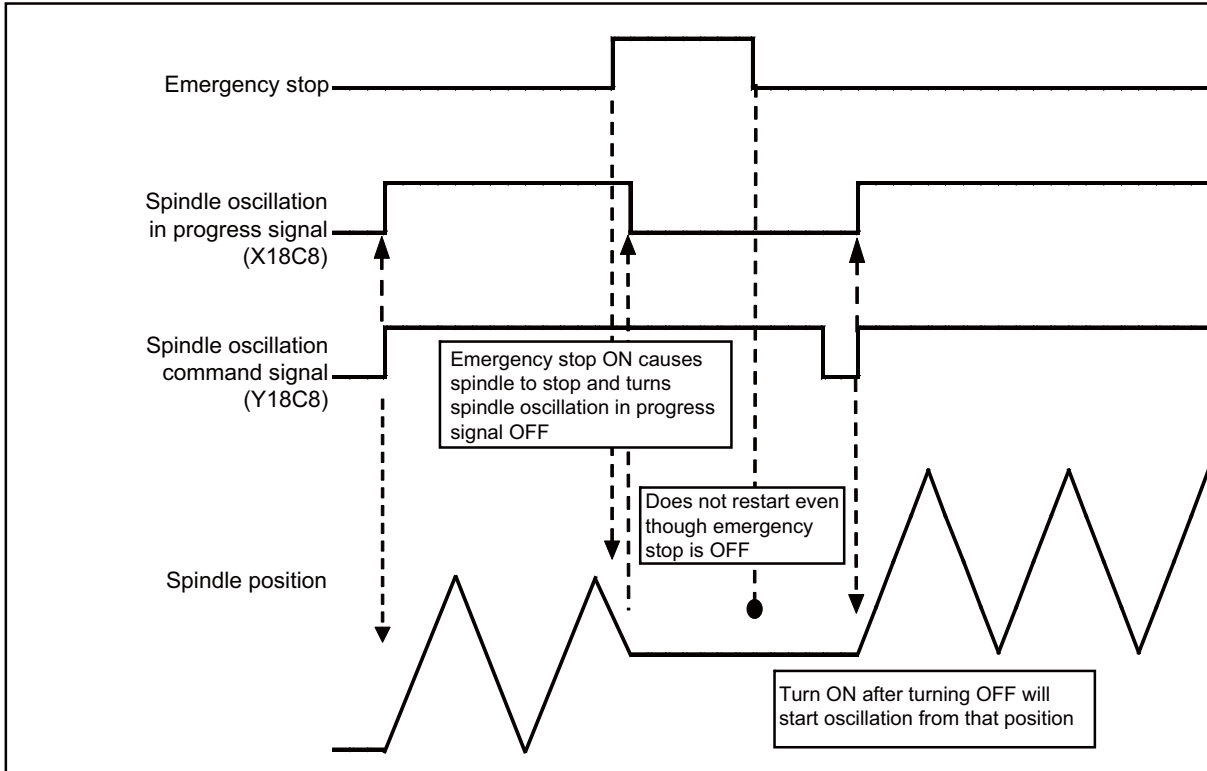 Emergency stop
Spindle oscillation
in progress signal
(X18C8)
Spindle oscillation
command signal
(Y18C8)
Emergency stop ON causes
spindle to stop and turns
spindle oscillation in progress
signal OFF
Does not restart even
though emergency
stop is OFF
Spindle position
Turn ON after turning OFF will
start oscillation from that position